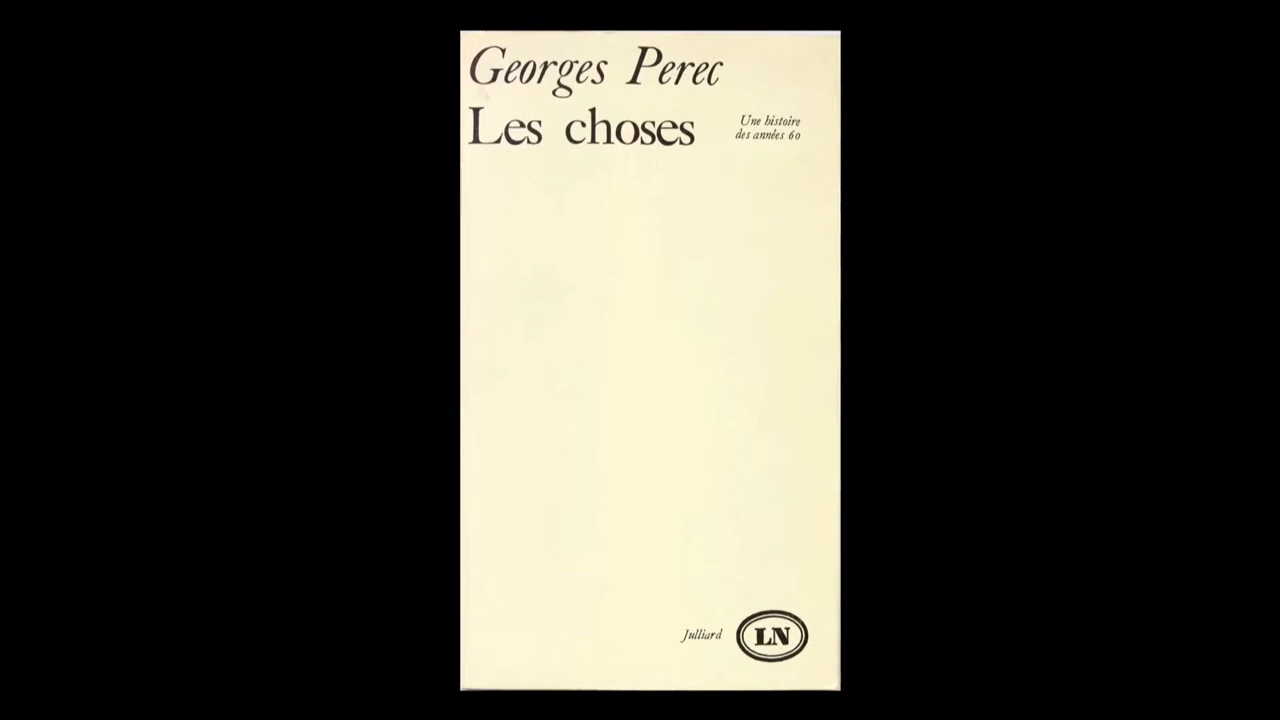 Georges Perec
Les choses
Une histoire
des années 60
Julliard
LN